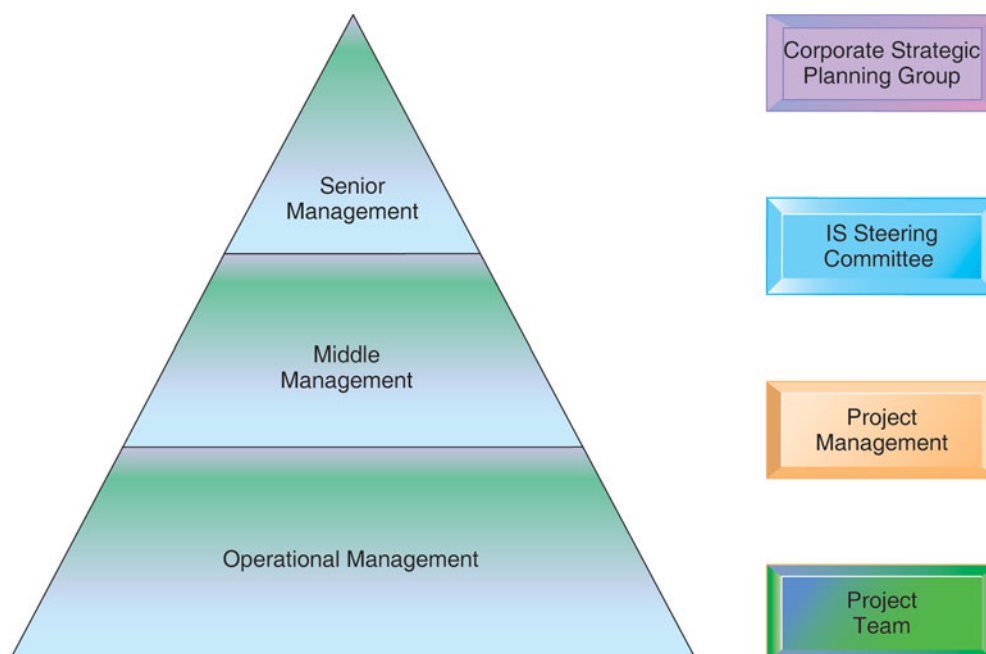 Senior
Management
Middle
Management
Operational Management
Corporate Strategic
Planning Group
IS Steering
Committee
Project
Management
Project
Team